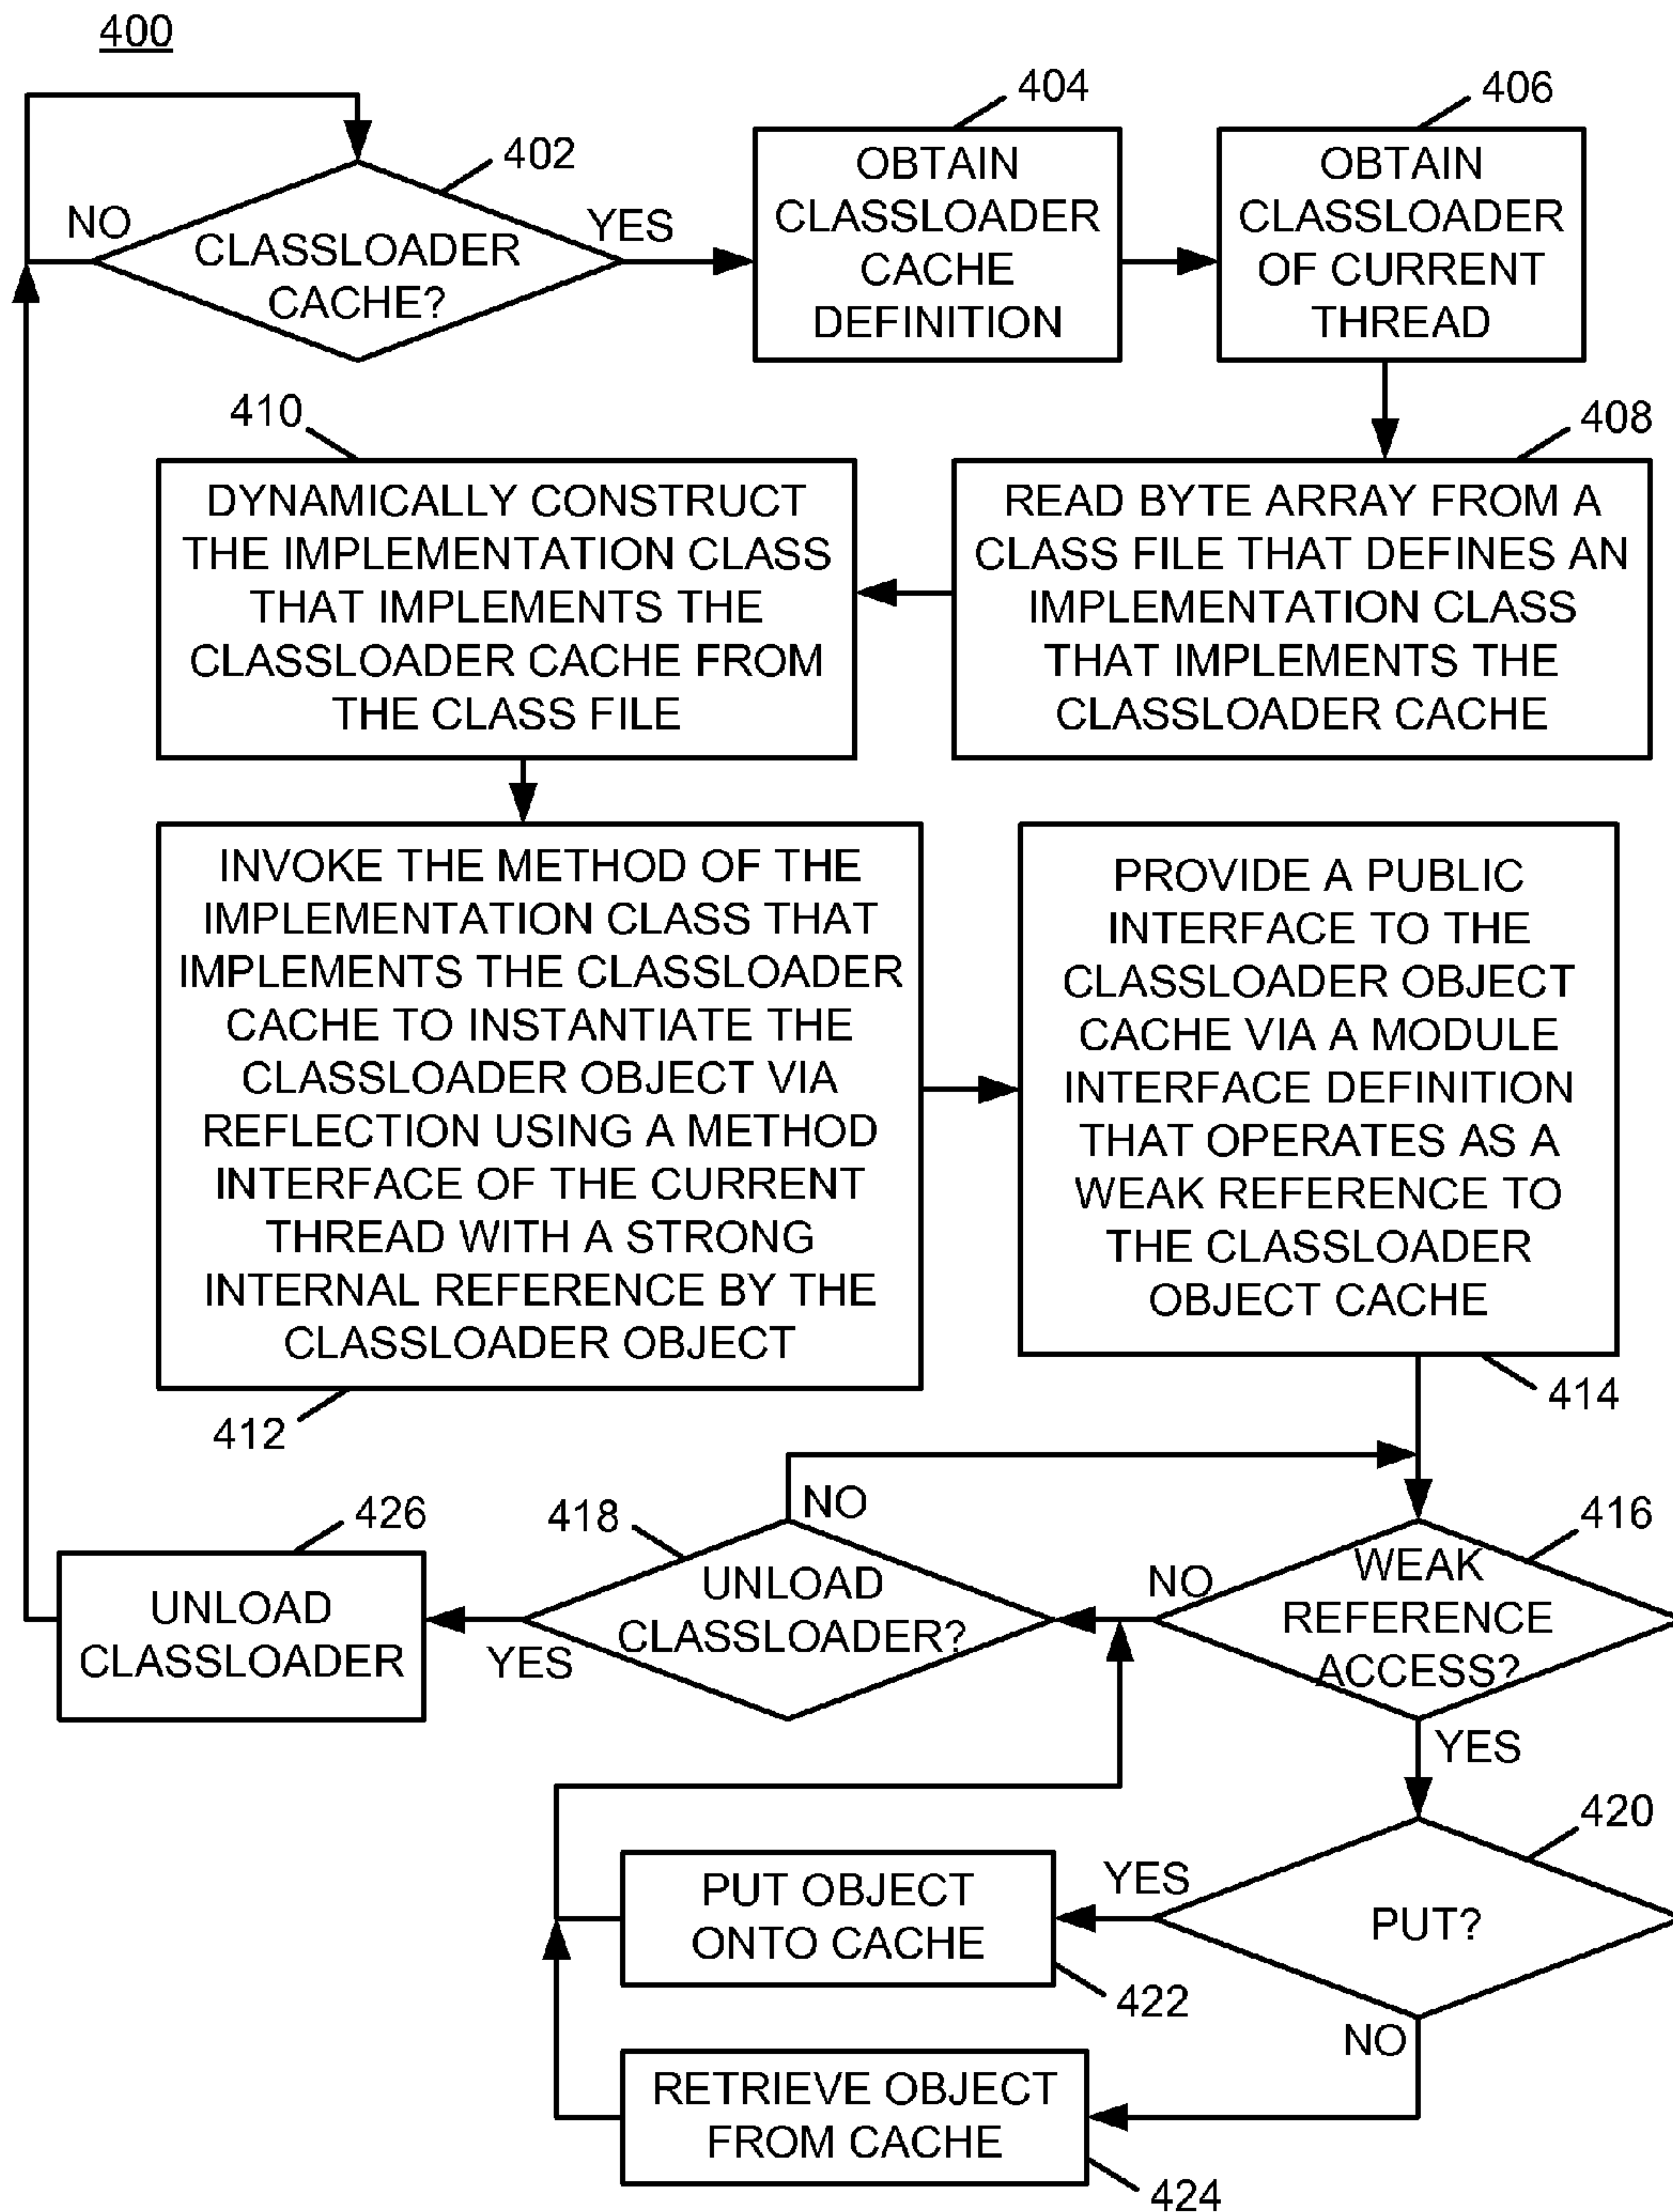 400
402
NO
CLASSLOADER
CACHE?
YES
404
OBTAIN
CLASSLOADER
CACHE
DEFINITION
406
OBTAIN
CLASSLOADER
OF CURRENT
THREAD
408
READ BYTE ARRAY FROM A
CLASS FILE THAT DEFINES AN
IMPLEMENTATION CLASS
THAT IMPLEMENTS THE
CLASSLOADER CACHE
410
DYNAMICALLY CONSTRUCT
THE IMPLEMENTATION CLASS
THAT IMPLEMENTS THE
CLASSLOADER CACHE FROM
THE CLASS FILE
INVOKE THE METHOD OF THE
IMPLEMENTATION CLASS THAT
IMPLEMENTS THE CLASSLOADER
CACHE TO INSTANTIATE THE
CLASSLOADER OBJECT VIA
REFLECTION USING A METHOD
INTERFACE OF THE CURRENT
THREAD WITH A STRONG
INTERNAL REFERENCE BY THE
CLASSLOADER OBJECT
412
PROVIDE A PUBLIC
INTERFACE TO THE
CLASSLOADER OBJECT
CACHE VIA A MODULE
INTERFACE DEFINITION
THAT OPERATES AS A
WEAK REFERENCE TO
THE CLASSLOADER
OBJECT CACHE
414
416
WEAK
REFERENCE
ACCESS?
NO
YES
418
NO
UNLOAD
CLASSLOADER?
YES
426
UNLOAD
CLASSLOADER
420
PUT?
YES
NO
PUT OBJECT
ONTO CACHE
422
RETRIEVE OBJECT
FROM CACHE
424